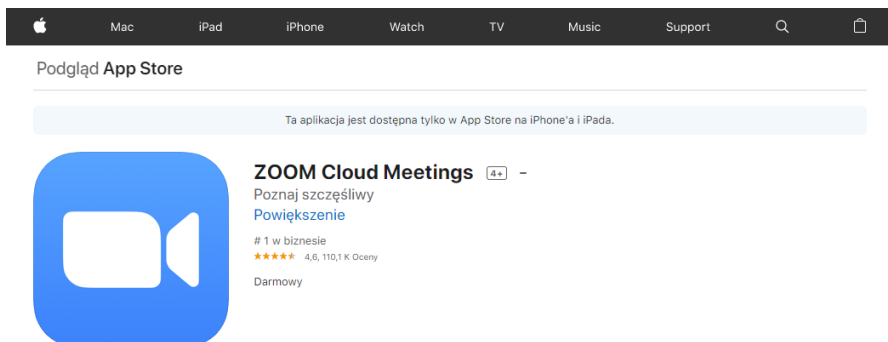 Mac iPad iPhone Watch TV Music Support
Podgląd App Store
Ta aplikacja jest dostępna tylko w App Store na iPhone'a i iPada.
ZOOM Cloud Meetings 4+ –
Poznaj szczęśliwy
Powiększenie
# 1 w biznesie
4,6, 110,1 K Oceny
Darmowy